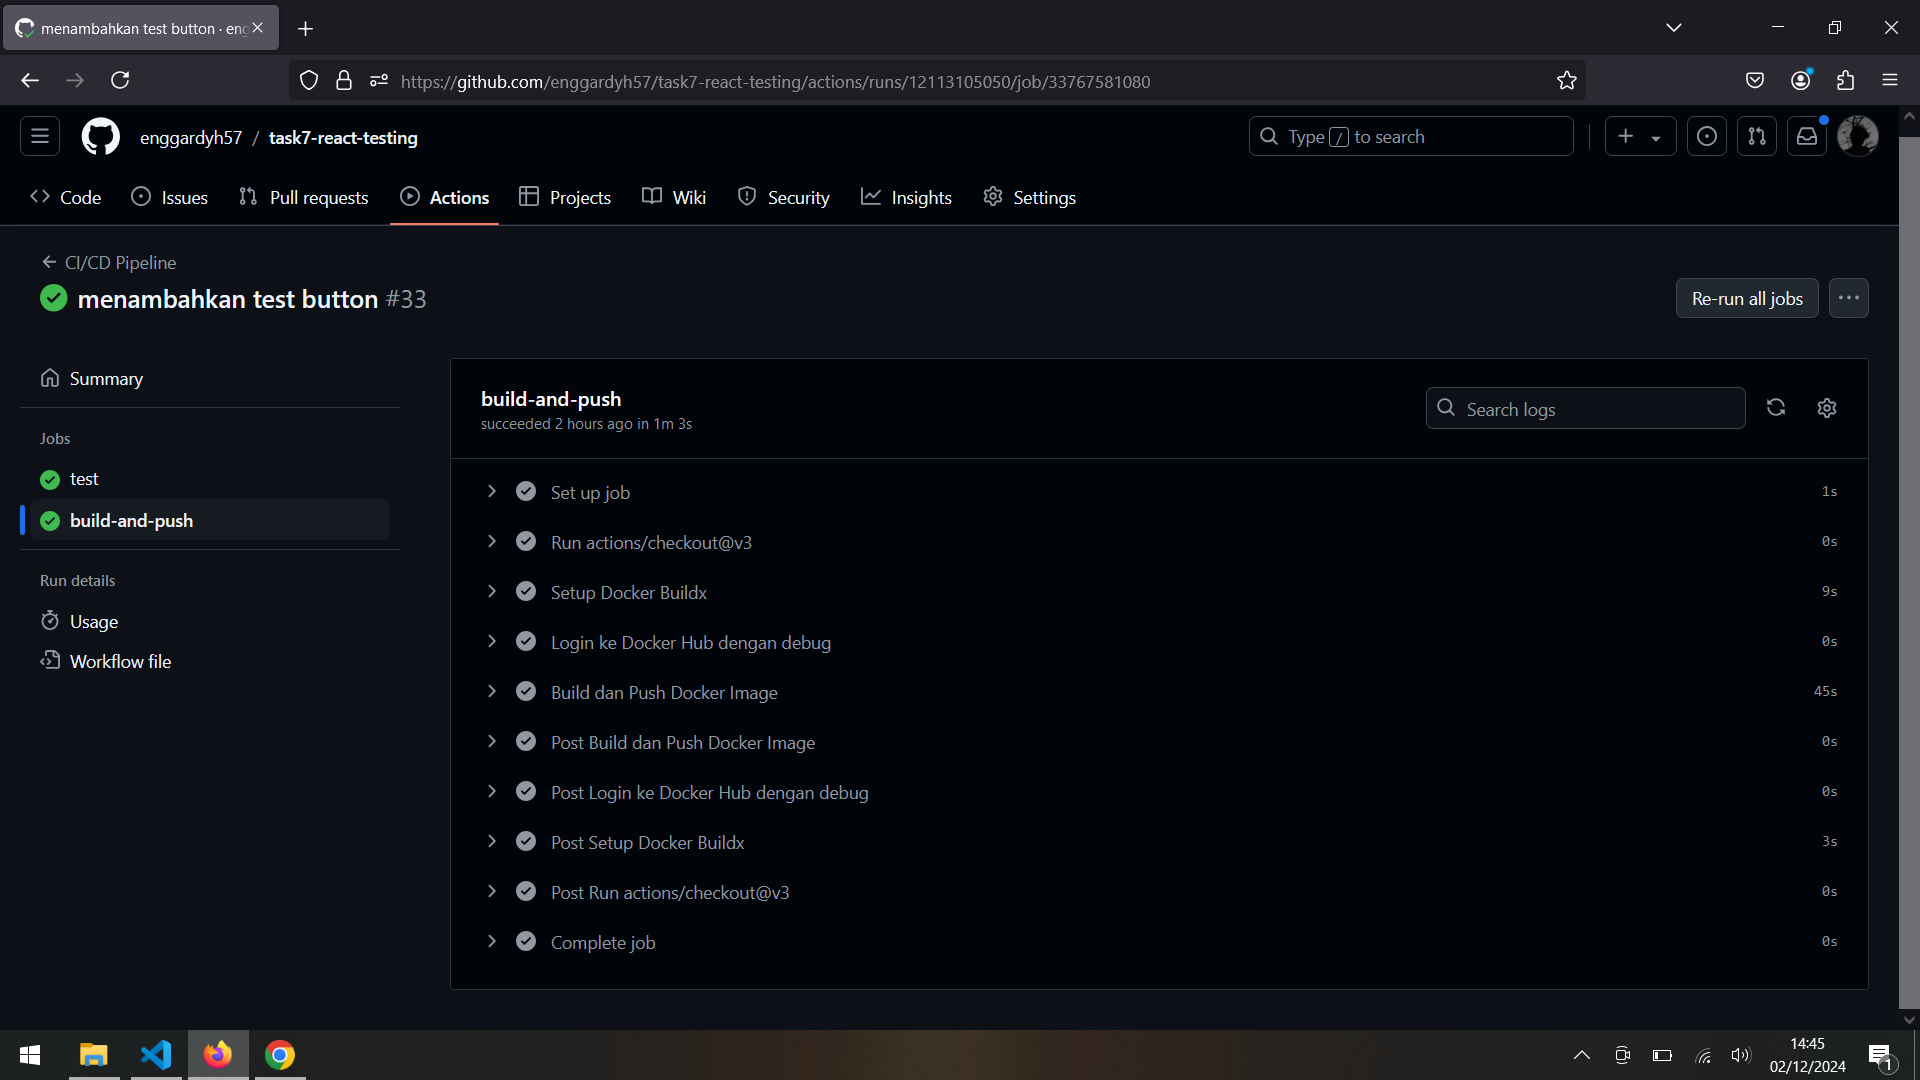 menambahkan test button · eng
https://github.com/enggardyh57/task7-react-testing/actions/runs/12113105050/job/33767581080
enggardyh57 / task7-react-testing
Type / to search
Code Issues Pull requests Actions Projects Wiki Security Insights Settings
CI/CD Pipeline
menambahkan test button #33
Re-run all jobs
Summary
Jobs
test
build-and-push
Run details
Usage
Workflow file
build-and-push
succeeded 2 hours ago in 1m 3s
Search logs
Set up job 1s
Run actions/checkout@v3 0s
Setup Docker Buildx 9s
Login ke Docker Hub dengan debug 0s
Build dan Push Docker Image 45s
Post Build dan Push Docker Image 0s
Post Login ke Docker Hub dengan debug 0s
Post Setup Docker Buildx 3s
Post Run actions/checkout@v3 0s
Complete job 0s
14:45
02/12/2024
1